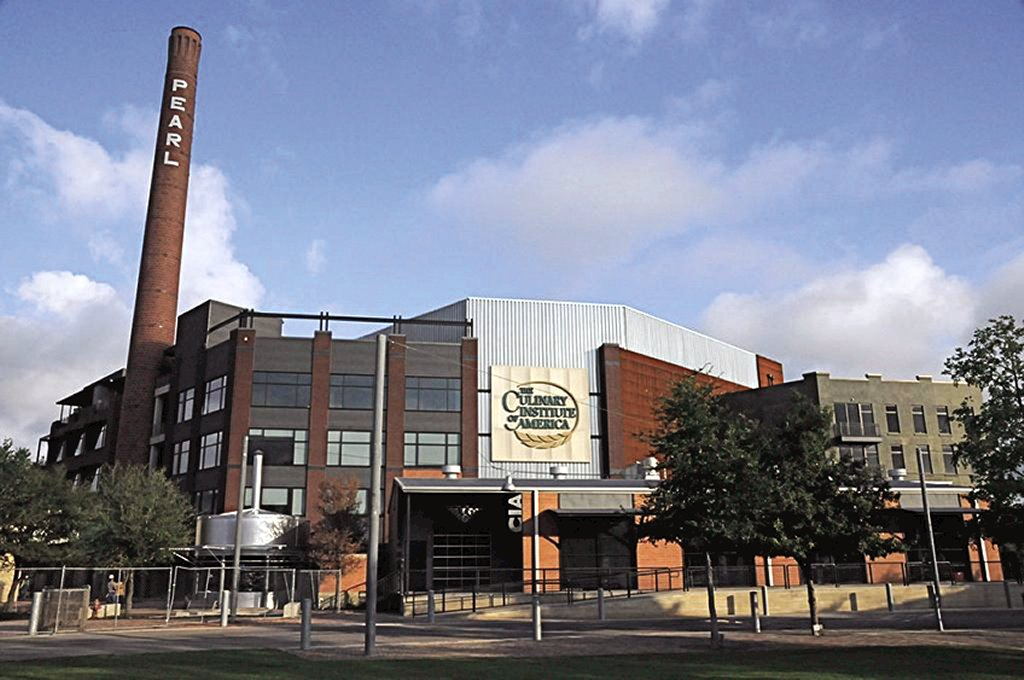 PEARL
THE
CULINARY
INSTITUTE
OF AMERICA
CIA